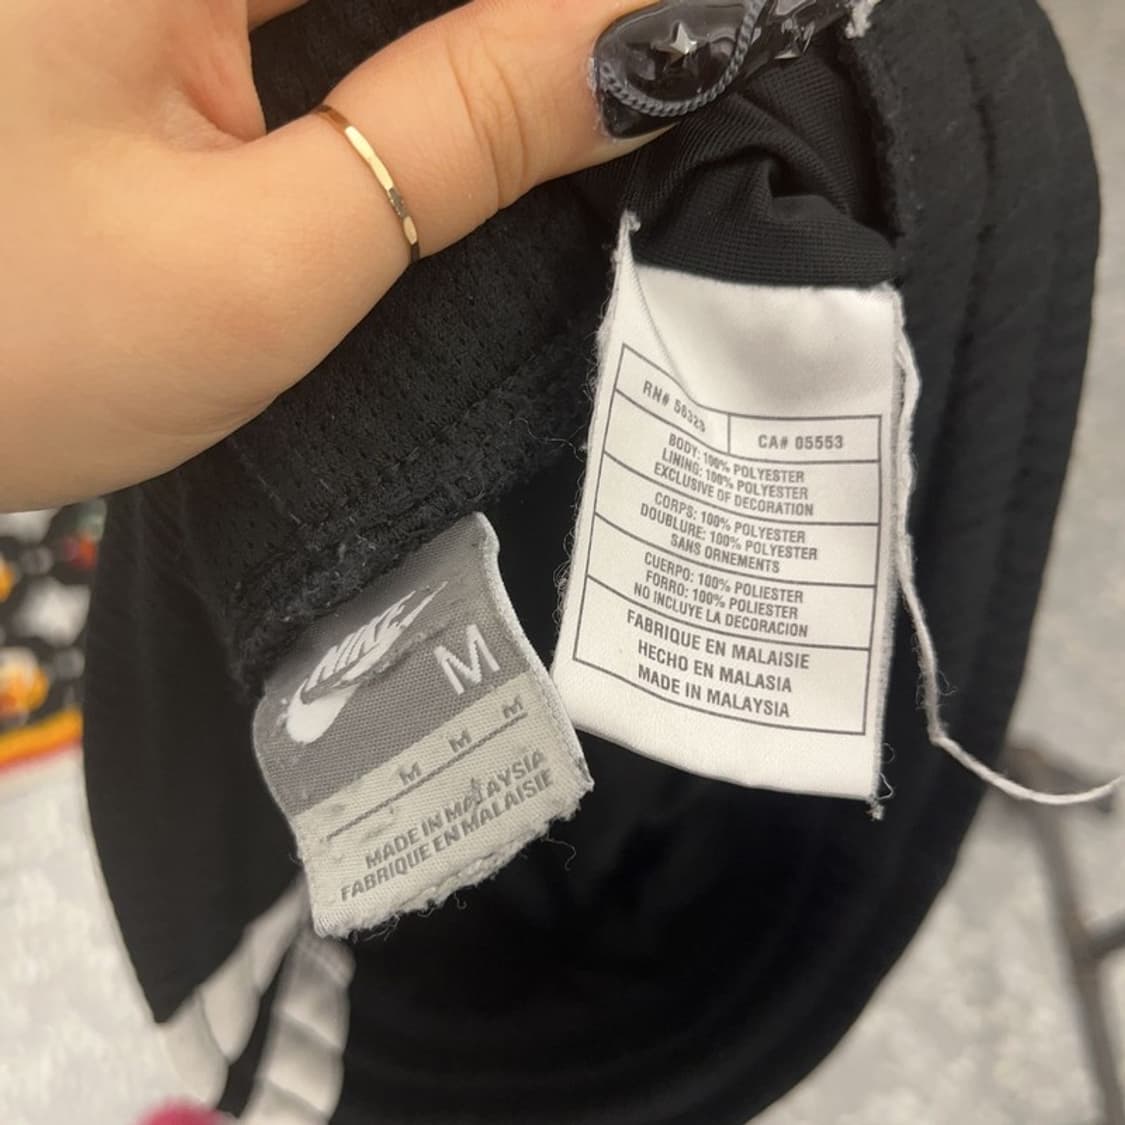 RN# 56323
CA# 05553
BODY: 100% POLYESTER
LINING: 100% POLYESTER
EXCLUSIVE OF DECORATION
CORPS: 100% POLYESTER
DOUBLURE: 100% POLYESTER
SANS ORNEMENTS
CUERPO: 100% POLIESTER
FORRO: 100% POLIESTER
NO INCLUYE LA DECORACION
FABRIQUE EN MALAISIE
HECHO EN MALASIA
MADE IN MALAYSIA
NIKE
M
M M M
MADE IN MALAYSIA
FABRIQUE EN MALAISIE